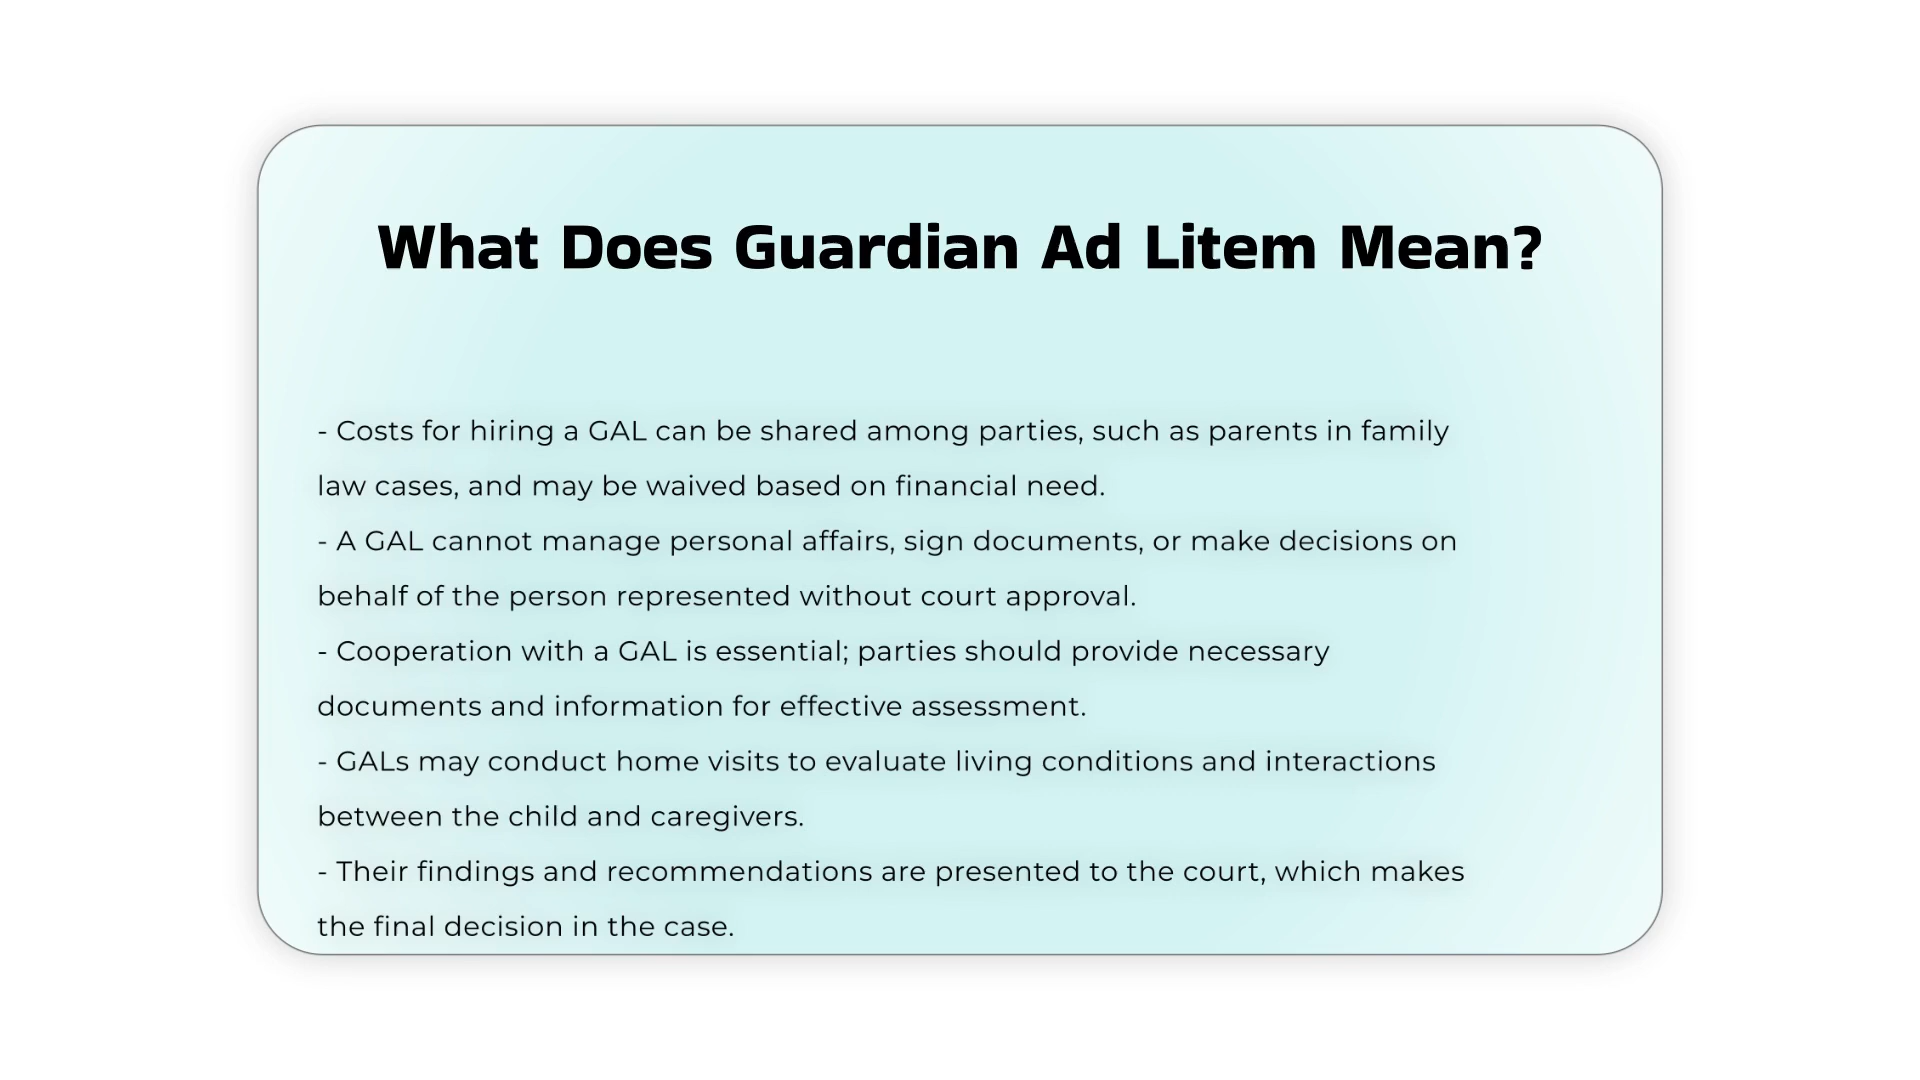 What Does Guardian Ad Litem Mean?
- Costs for hiring a GAL can be shared among parties, such as parents in family
law cases, and may be waived based on financial need.
- A GAL cannot manage personal affairs, sign documents, or make decisions on
behalf of the person represented without court approval.
- Cooperation with a GAL is essential; parties should provide necessary
documents and information for effective assessment.
- GALs may conduct home visits to evaluate living conditions and interactions
between the child and caregivers.
- Their findings and recommendations are presented to the court, which makes
the final decision in the case.